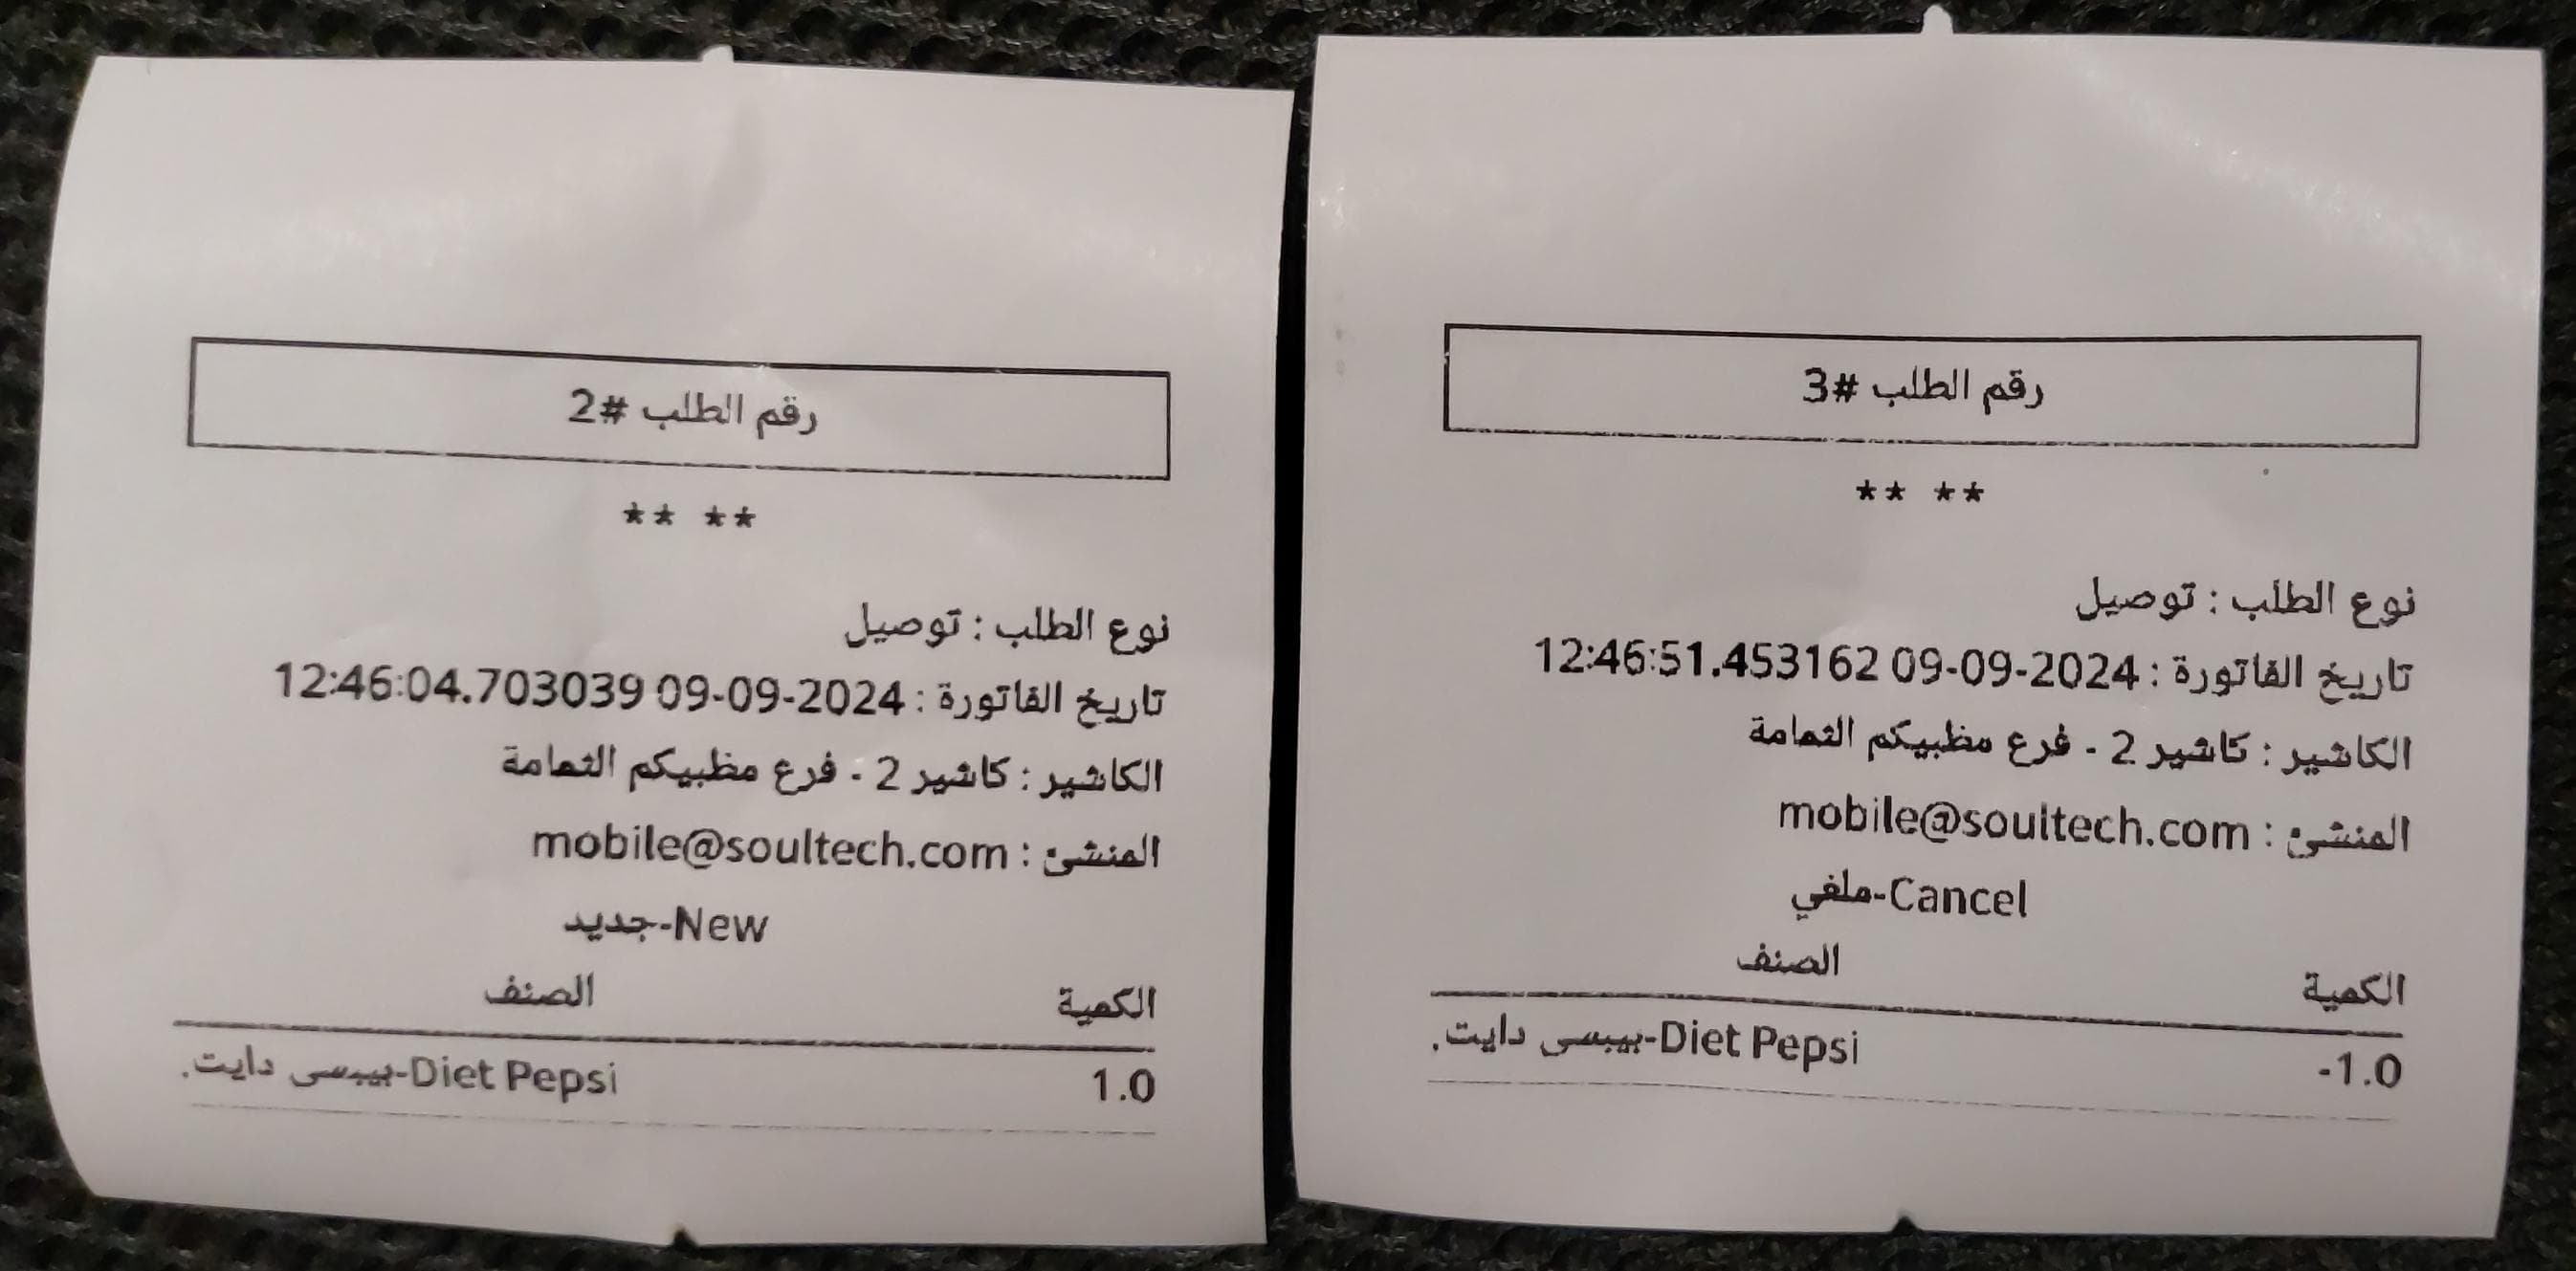 رقم الطلب #2
** **
نوع الطلب : توصيل
تاريخ الفاتورة : 2024-09-09 12:46:04.703039
الكاشير : كاشير 2 - فرع مظبيكم الثمامة
المنشئ : mobile@soultech.com
New-جديد
الكمية الصنف
1.0 Diet Pepsi-بيبسى دايت.
رقم الطلب #3
** **
نوع الطلب : توصيل
تاريخ الفاتورة : 2024-09-09 12:46:51.453162
الكاشير : كاشير 2 - فرع مظبيكم الثمامة
المنشئ : mobile@soultech.com
Cancel-ملغي
الكمية الصنف
-1.0 Diet Pepsi-بيبسى دايت.